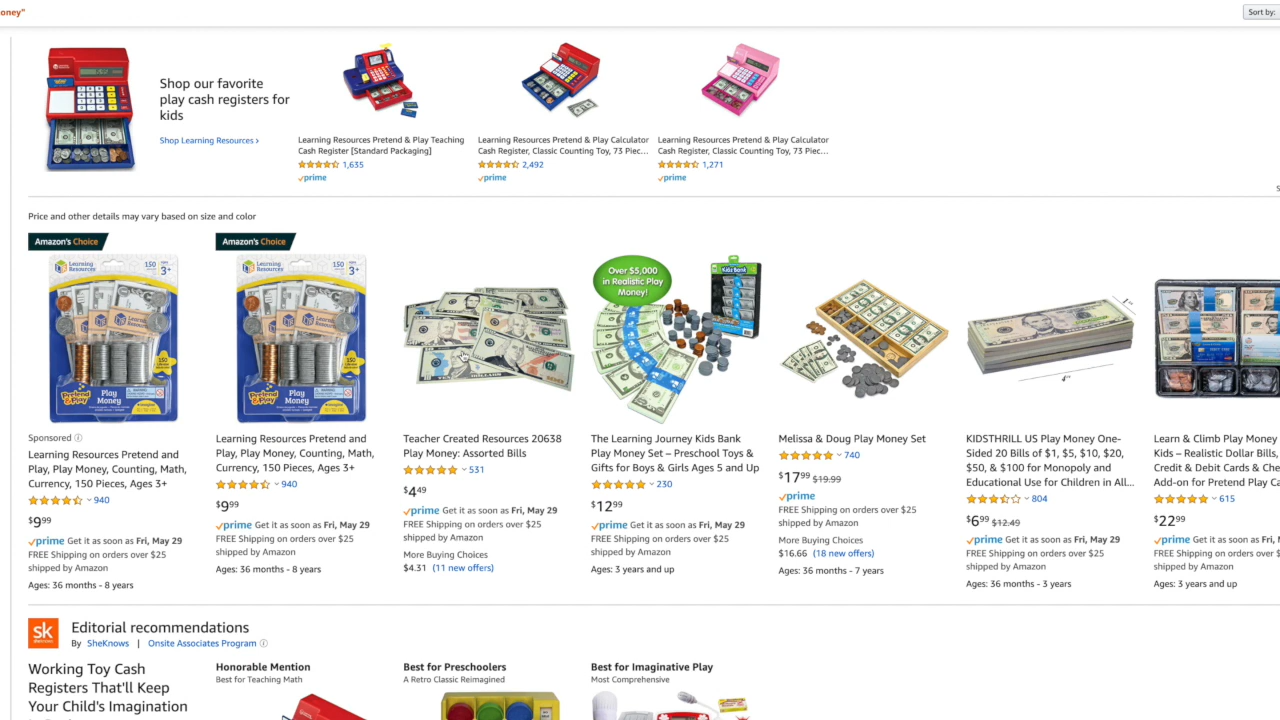 oney"
Sort by:
Shop our favorite
play cash registers for
kids
Shop Learning Resources ›
Learning Resources Pretend & Play Teaching
Cash Register [Standard Packaging]
1,635
prime
Learning Resources Pretend & Play Calculator
Cash Register, Classic Counting Toy, 73 Piec...
2,492
prime
Learning Resources Pretend & Play Calculator
Cash Register, Classic Counting Toy, 73 Piec...
1,271
prime
S
Price and other details may vary based on size and color
Amazon's Choice
Learning
Resources
150
3+
Pretend
& Play
Play
Money
Sponsored
Learning Resources Pretend and
Play, Play Money, Counting, Math,
Currency, 150 Pieces, Ages 3+
940
$9.99
prime Get it as soon as Fri, May 29
FREE Shipping on orders over $25
shipped by Amazon
Ages: 36 months - 8 years
Amazon's Choice
Learning
Resources
150
3+
Pretend
& Play
Play
Money
Learning Resources Pretend and
Play, Play Money, Counting, Math,
Currency, 150 Pieces, Ages 3+
940
$9.99
prime Get it as soon as Fri, May 29
FREE Shipping on orders over $25
shipped by Amazon
Ages: 36 months - 8 years
Teacher Created Resources 20638
Play Money: Assorted Bills
531
$4.49
prime Get it as soon as Fri, May 29
FREE Shipping on orders over $25
shipped by Amazon
More Buying Choices
$4.31 (11 new offers)
Over $5,000
in Realistic Play
Money!
Kids Bank
The Learning Journey Kids Bank
Play Money Set – Preschool Toys &
Gifts for Boys & Girls Ages 5 and Up
230
$12.99
prime Get it as soon as Fri, May 29
FREE Shipping on orders over $25
shipped by Amazon
Ages: 3 years and up
Melissa & Doug Play Money Set
740
$17.99 $19.99
prime
FREE Shipping on orders over $25
shipped by Amazon
More Buying Choices
$16.66 (18 new offers)
Ages: 36 months - 7 years
KIDSTHRILL US Play Money One-
Sided 20 Bills of $1, $5, $10, $20,
$50, & $100 for Monopoly and
Educational Use for Children in All...
804
$6.99 $12.49
prime Get it as soon as Fri, May 29
FREE Shipping on orders over $25
shipped by Amazon
Ages: 36 months - 3 years
Learn & Climb Play Money
Kids – Realistic Dollar Bills,
Credit & Debit Cards & Che
Add-on for Pretend Play Ca
615
$22.99
prime Get it as soon as Fri, M
FREE Shipping on orders over $
shipped by Amazon
Ages: 3 years and up
sk
sheknows
Editorial recommendations
By SheKnows | Onsite Associates Program
Working Toy Cash
Registers That'll Keep
Your Child's Imagination
Honorable Mention
Best for Teaching Math
Best for Preschoolers
A Retro Classic Reimagined
Best for Imaginative Play
Most Comprehensive